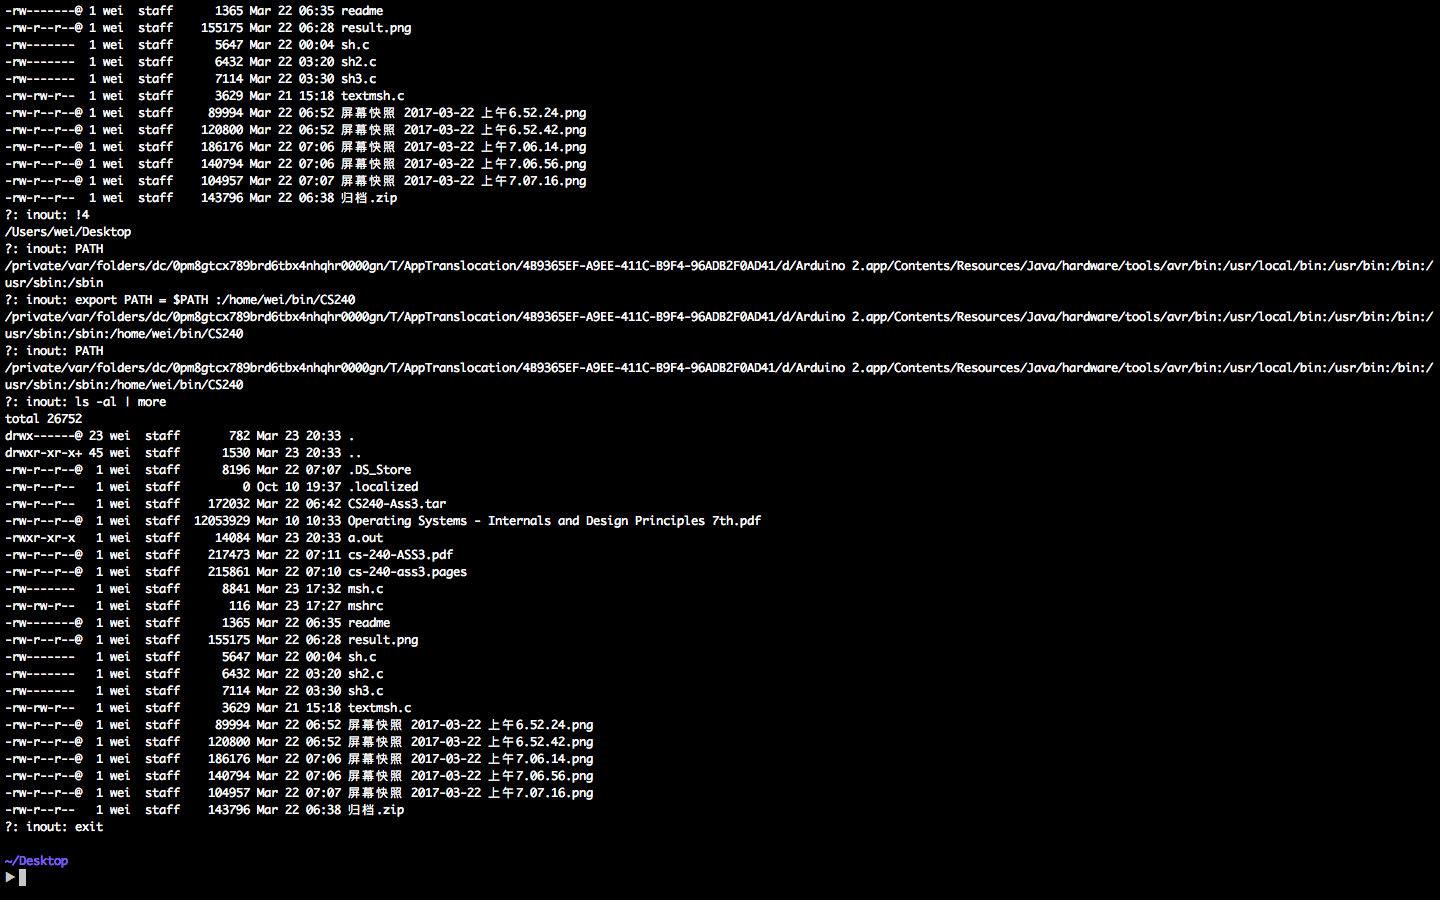 -rw-------@ 1 wei  staff      1365 Mar 22 06:35 readme
-rw-r--r--@ 1 wei  staff    155175 Mar 22 06:28 result.png
-rw-------  1 wei  staff      5647 Mar 22 00:04 sh.c
-rw-------  1 wei  staff      6432 Mar 22 03:20 sh2.c
-rw-------  1 wei  staff      7114 Mar 22 03:30 sh3.c
-rw-rw-r--  1 wei  staff      3629 Mar 21 15:18 textmsh.c
-rw-r--r--@ 1 wei  staff     89994 Mar 22 06:52 屏幕快照 2017-03-22 上午6.52.24.png
-rw-r--r--@ 1 wei  staff    120800 Mar 22 06:52 屏幕快照 2017-03-22 上午6.52.42.png
-rw-r--r--@ 1 wei  staff    186176 Mar 22 07:06 屏幕快照 2017-03-22 上午7.06.14.png
-rw-r--r--@ 1 wei  staff    140794 Mar 22 07:06 屏幕快照 2017-03-22 上午7.06.56.png
-rw-r--r--@ 1 wei  staff    104957 Mar 22 07:07 屏幕快照 2017-03-22 上午7.07.16.png
-rw-r--r--  1 wei  staff    143796 Mar 22 06:38 归档.zip
?: inout: !4
/Users/wei/Desktop
?: inout: PATH
/private/var/folders/dc/0pm8gtcx789brd6tbx4nhqhr0000gn/T/AppTranslocation/4B9365EF-A9EE-411C-B9F4-96ADB2F0AD41/d/Arduino 2.app/Contents/Resources/Java/hardware/tools/avr/bin:/usr/local/bin:/usr/bin:/bin:/
usr/sbin:/sbin
?: inout: export PATH = $PATH :/home/wei/bin/CS240
/private/var/folders/dc/0pm8gtcx789brd6tbx4nhqhr0000gn/T/AppTranslocation/4B9365EF-A9EE-411C-B9F4-96ADB2F0AD41/d/Arduino 2.app/Contents/Resources/Java/hardware/tools/avr/bin:/usr/local/bin:/usr/bin:/bin:/
usr/sbin:/sbin:/home/wei/bin/CS240
?: inout: PATH
/private/var/folders/dc/0pm8gtcx789brd6tbx4nhqhr0000gn/T/AppTranslocation/4B9365EF-A9EE-411C-B9F4-96ADB2F0AD41/d/Arduino 2.app/Contents/Resources/Java/hardware/tools/avr/bin:/usr/local/bin:/usr/bin:/bin:/
usr/sbin:/sbin:/home/wei/bin/CS240
?: inout: ls -al | more
total 26752
drwx------@ 23 wei  staff       782 Mar 23 20:33 .
drwxr-xr-x+ 45 wei  staff      1530 Mar 23 20:33 ..
-rw-r--r--@  1 wei  staff      8196 Mar 22 07:07 .DS_Store
-rw-r--r--   1 wei  staff         0 Oct 10 19:37 .localized
-rw-r--r--   1 wei  staff    172032 Mar 22 06:42 CS240-Ass3.tar
-rw-r--r--@  1 wei  staff  12053929 Mar 10 10:33 Operating Systems - Internals and Design Principles 7th.pdf
-rwxr-xr-x   1 wei  staff     14084 Mar 23 20:33 a.out
-rw-r--r--@  1 wei  staff    217473 Mar 22 07:11 cs-240-ASS3.pdf
-rw-r--r--@  1 wei  staff    215861 Mar 22 07:10 cs-240-ass3.pages
-rw-------   1 wei  staff      8841 Mar 23 17:32 msh.c
-rw-rw-r--   1 wei  staff       116 Mar 23 17:27 mshrc
-rw-------@  1 wei  staff      1365 Mar 22 06:35 readme
-rw-r--r--@  1 wei  staff    155175 Mar 22 06:28 result.png
-rw-------   1 wei  staff      5647 Mar 22 00:04 sh.c
-rw-------   1 wei  staff      6432 Mar 22 03:20 sh2.c
-rw-------   1 wei  staff      7114 Mar 22 03:30 sh3.c
-rw-rw-r--   1 wei  staff      3629 Mar 21 15:18 textmsh.c
-rw-r--r--@  1 wei  staff     89994 Mar 22 06:52 屏幕快照 2017-03-22 上午6.52.24.png
-rw-r--r--@  1 wei  staff    120800 Mar 22 06:52 屏幕快照 2017-03-22 上午6.52.42.png
-rw-r--r--@  1 wei  staff    186176 Mar 22 07:06 屏幕快照 2017-03-22 上午7.06.14.png
-rw-r--r--@  1 wei  staff    140794 Mar 22 07:06 屏幕快照 2017-03-22 上午7.06.56.png
-rw-r--r--@  1 wei  staff    104957 Mar 22 07:07 屏幕快照 2017-03-22 上午7.07.16.png
-rw-r--r--   1 wei  staff    143796 Mar 22 06:38 归档.zip
?: inout: exit
~/Desktop
▶